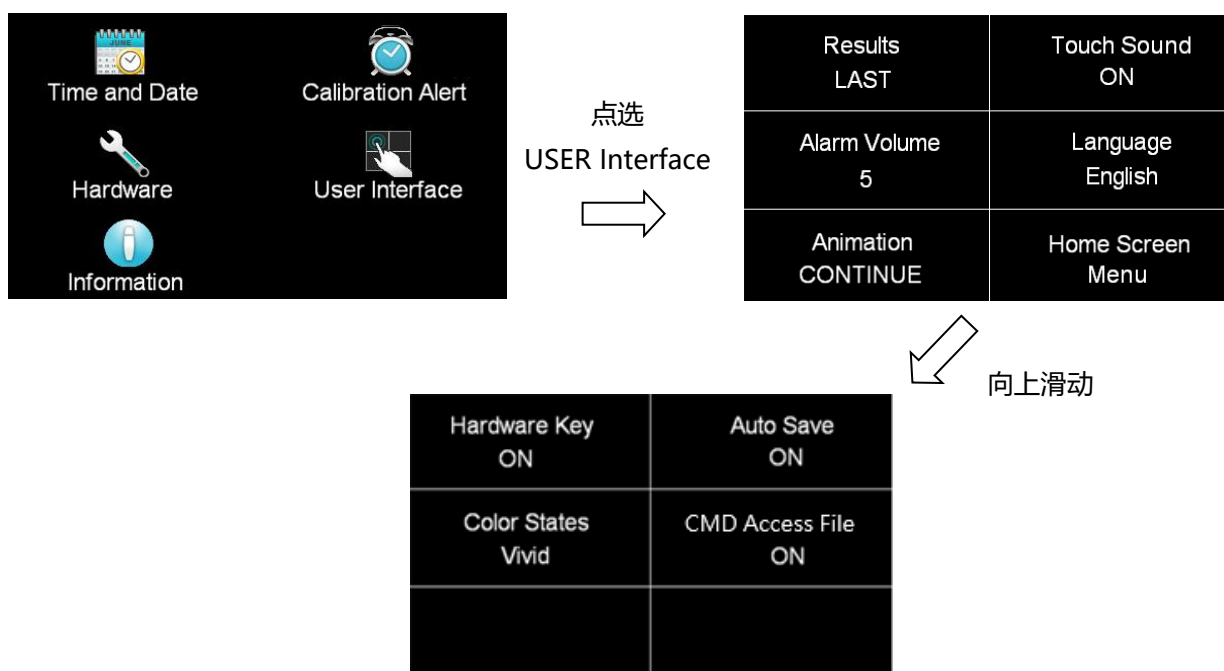 JUNE
Time and Date
Calibration Alert
Hardware
User Interface
Information
点选
USER Interface
Results
LAST
Touch Sound
ON
Alarm Volume
5
Language
English
Animation
CONTINUE
Home Screen
Menu
向上滑动
Hardware Key
ON
Auto Save
ON
Color States
Vivid
CMD Access File
ON